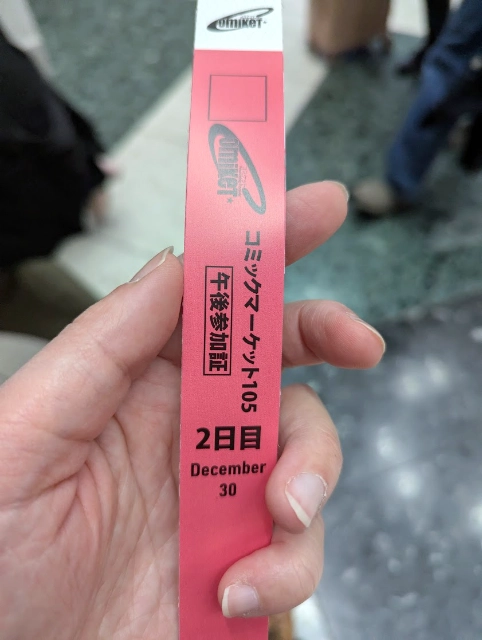 comiket
comiket
コミックマーケット105
午後参加証
2日目
December
30